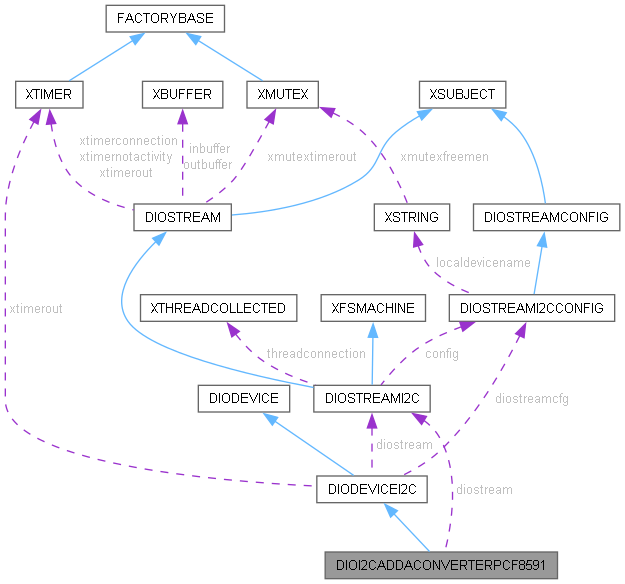 FACTORYBASE
XTIMER
XBUFFER
XMUTEX
XSUBJECT
xtimerconnection
xtimernotactivity
xtimerout
inbuffer
outbuffer
xmutextimerout
xmutexfreemen
DIOSTREAM
XSTRING
DIOSTREAMCONFIG
localdevicename
xtimerout
XTHREADCOLLECTED
XFSMACHINE
DIOSTREAMI2CCONFIG
threadconnection
config
DIODEVICE
DIOSTREAMI2C
diostreamcfg
diostream
DIODEVICEI2C
diostream
DIOI2CADDACONVERTERPCF8591